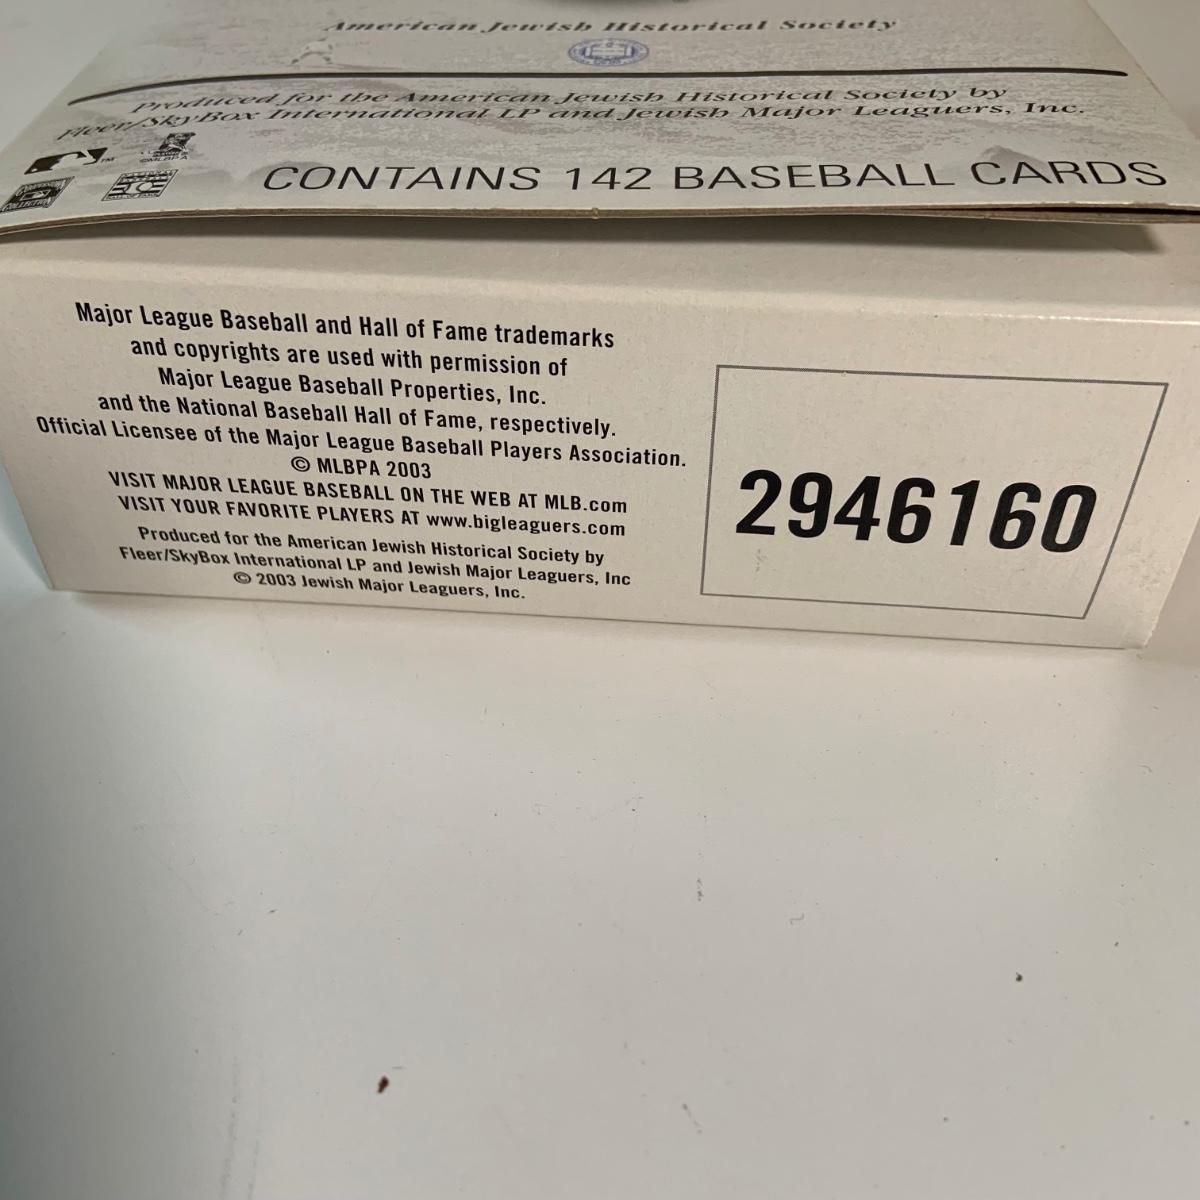 American Jewish Historical Society
Produced for the American Jewish Historical Society by
Fleer/SkyBox International LP and Jewish Major Leaguers, Inc.
™
©MLBPA
COLLECTION
CONTAINS 142 BASEBALL CARDS
Major League Baseball and Hall of Fame trademarks
and copyrights are used with permission of
Major League Baseball Properties, Inc.
and the National Baseball Hall of Fame, respectively.
Official Licensee of the Major League Baseball Players Association.
© MLBPA 2003
VISIT MAJOR LEAGUE BASEBALL ON THE WEB AT MLB.com
VISIT YOUR FAVORITE PLAYERS AT www.bigleaguers.com
Produced for the American Jewish Historical Society by
Fleer/SkyBox International LP and Jewish Major Leaguers, Inc
© 2003 Jewish Major Leaguers, Inc.
2946160